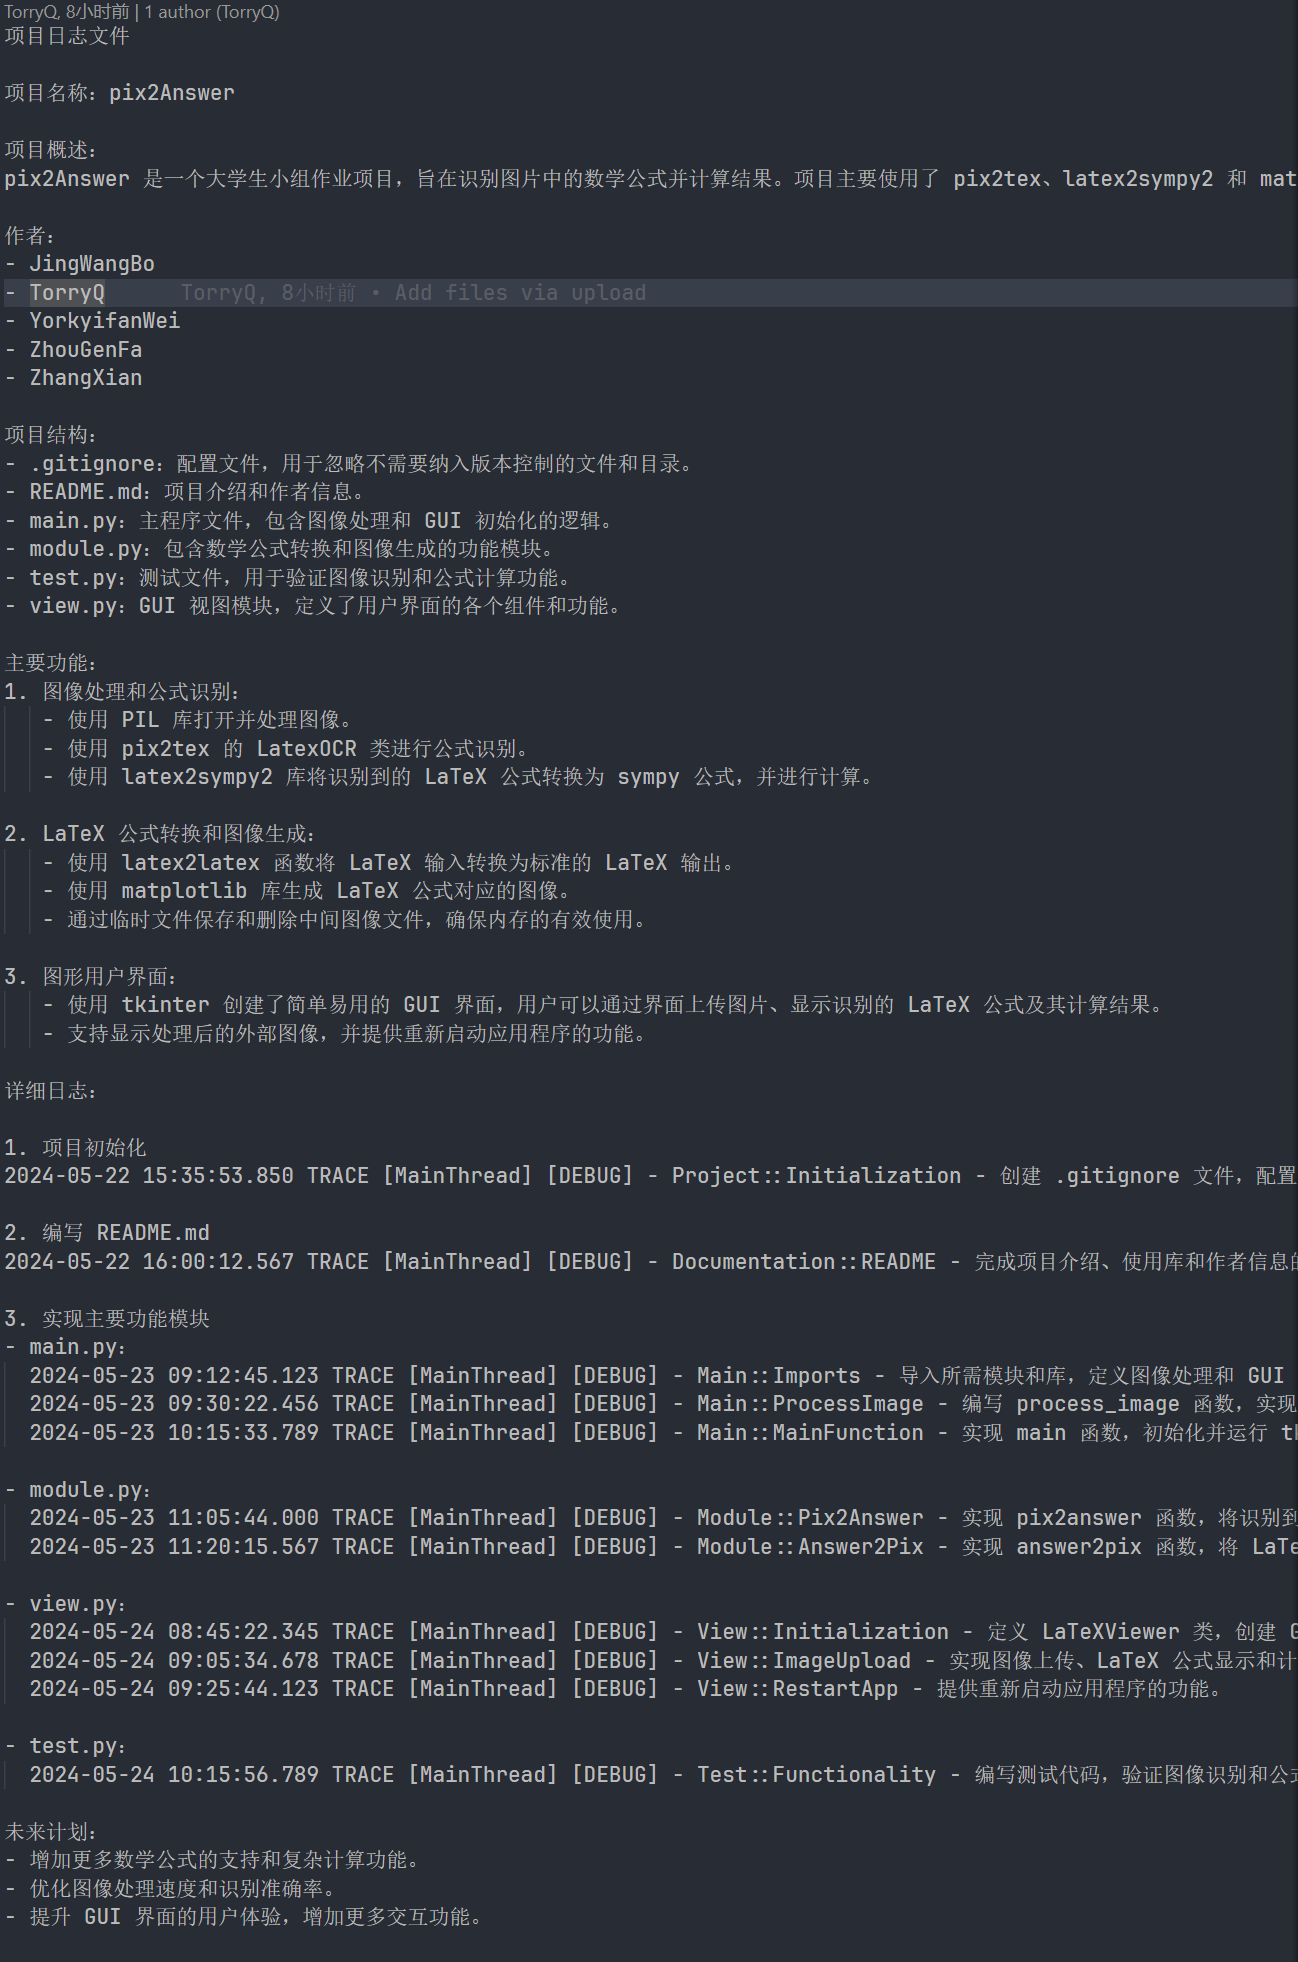 TorryQ, 8小时前 | 1 author (TorryQ)
项目日志文件
项目名称：pix2Answer
项目概述：
pix2Answer 是一个大学生小组作业项目，旨在识别图片中的数学公式并计算结果。项目主要使用了 pix2tex、latex2sympy2 和 mat
作者：
- JingWangBo
- TorryQ TorryQ, 8小时前 • Add files via upload
- YorkyifanWei
- ZhouGenFa
- ZhangXian
项目结构：
- .gitignore：配置文件，用于忽略不需要纳入版本控制的文件和目录。
- README.md：项目介绍和作者信息。
- main.py：主程序文件，包含图像处理和 GUI 初始化的逻辑。
- module.py：包含数学公式转换和图像生成的功能模块。
- test.py：测试文件，用于验证图像识别和公式计算功能。
- view.py：GUI 视图模块，定义了用户界面的各个组件和功能。
主要功能：
1. 图像处理和公式识别：
- 使用 PIL 库打开并处理图像。
- 使用 pix2tex 的 LatexOCR 类进行公式识别。
- 使用 latex2sympy2 库将识别到的 LaTeX 公式转换为 sympy 公式，并进行计算。
2. LaTeX 公式转换和图像生成：
- 使用 latex2latex 函数将 LaTeX 输入转换为标准的 LaTeX 输出。
- 使用 matplotlib 库生成 LaTeX 公式对应的图像。
- 通过临时文件保存和删除中间图像文件，确保内存的有效使用。
3. 图形用户界面：
- 使用 tkinter 创建了简单易用的 GUI 界面，用户可以通过界面上传图片、显示识别的 LaTeX 公式及其计算结果。
- 支持显示处理后的外部图像，并提供重新启动应用程序的功能。
详细日志：
1. 项目初始化
2024-05-22 15:35:53.850 TRACE [MainThread] [DEBUG] - Project::Initialization - 创建 .gitignore 文件，配置
2. 编写 README.md
2024-05-22 16:00:12.567 TRACE [MainThread] [DEBUG] - Documentation::README - 完成项目介绍、使用库和作者信息的
3. 实现主要功能模块
- main.py：
2024-05-23 09:12:45.123 TRACE [MainThread] [DEBUG] - Main::Imports - 导入所需模块和库，定义图像处理和 GUI
2024-05-23 09:30:22.456 TRACE [MainThread] [DEBUG] - Main::ProcessImage - 编写 process_image 函数，实现
2024-05-23 10:15:33.789 TRACE [MainThread] [DEBUG] - Main::MainFunction - 实现 main 函数，初始化并运行 tk
- module.py：
2024-05-23 11:05:44.000 TRACE [MainThread] [DEBUG] - Module::Pix2Answer - 实现 pix2answer 函数，将识别到
2024-05-23 11:20:15.567 TRACE [MainThread] [DEBUG] - Module::Answer2Pix - 实现 answer2pix 函数，将 LaTe
- view.py：
2024-05-24 08:45:22.345 TRACE [MainThread] [DEBUG] - View::Initialization - 定义 LaTeXViewer 类，创建 G
2024-05-24 09:05:34.678 TRACE [MainThread] [DEBUG] - View::ImageUpload - 实现图像上传、LaTeX 公式显示和计
2024-05-24 09:25:44.123 TRACE [MainThread] [DEBUG] - View::RestartApp - 提供重新启动应用程序的功能。
- test.py：
2024-05-24 10:15:56.789 TRACE [MainThread] [DEBUG] - Test::Functionality - 编写测试代码，验证图像识别和公式
未来计划：
- 增加更多数学公式的支持和复杂计算功能。
- 优化图像处理速度和识别准确率。
- 提升 GUI 界面的用户体验，增加更多交互功能。